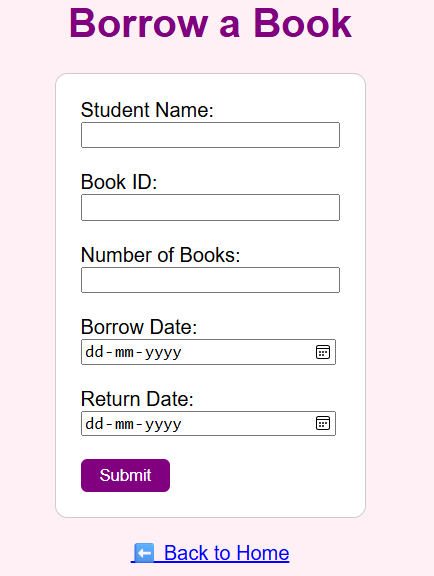 Borrow a Book
Student Name:
Book ID:
Number of Books:
Borrow Date:
dd-mm-yyyy
Return Date:
dd-mm-yyyy
Submit
⬅️ Back to Home